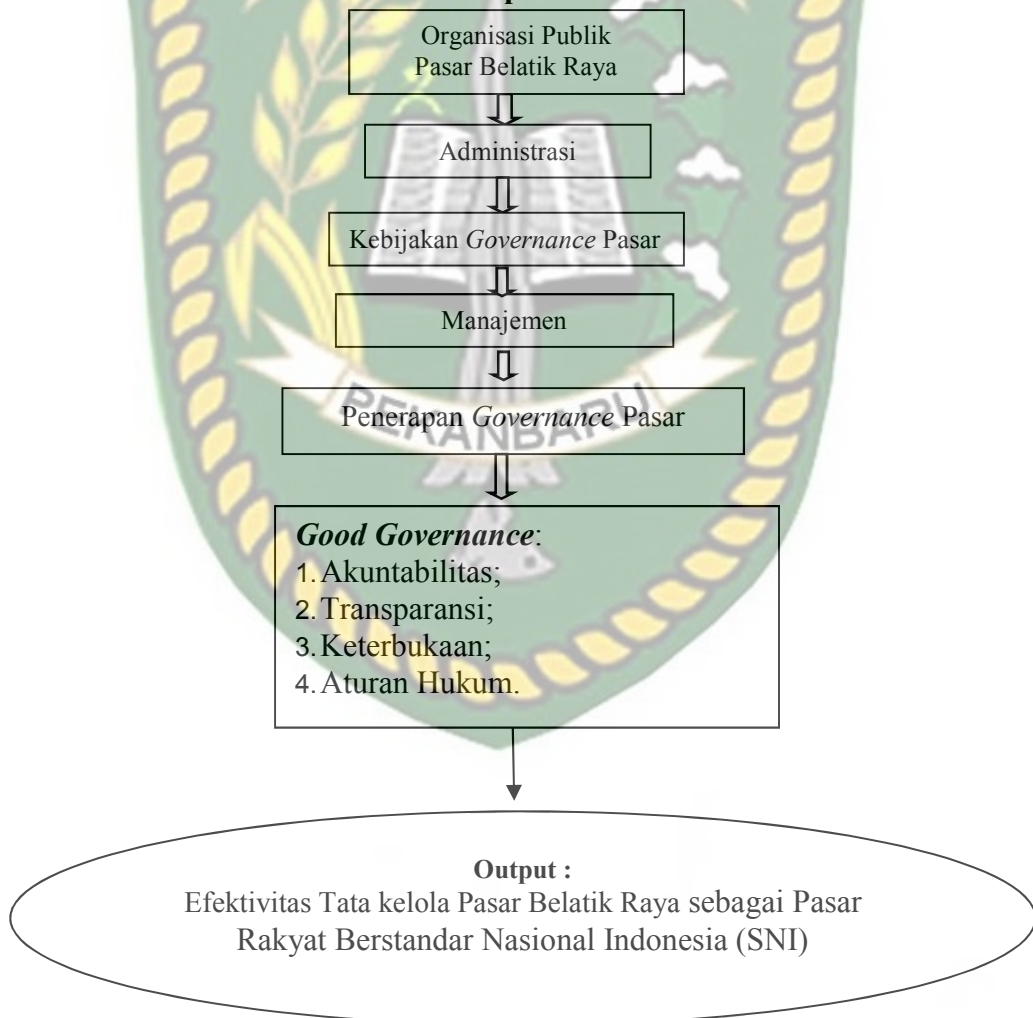 Organisasi Publik
Pasar Belatik Raya
Administrasi
Kebijakan Governance Pasar
Manajemen
Penerapan Governance Pasar
PEKANBARU
Good Governance:
1. Akuntabilitas;
2. Transparansi;
3. Keterbukaan;
4. Aturan Hukum.
Output :
Efektivitas Tata kelola Pasar Belatik Raya sebagai Pasar
Rakyat Berstandar Nasional Indonesia (SNI)